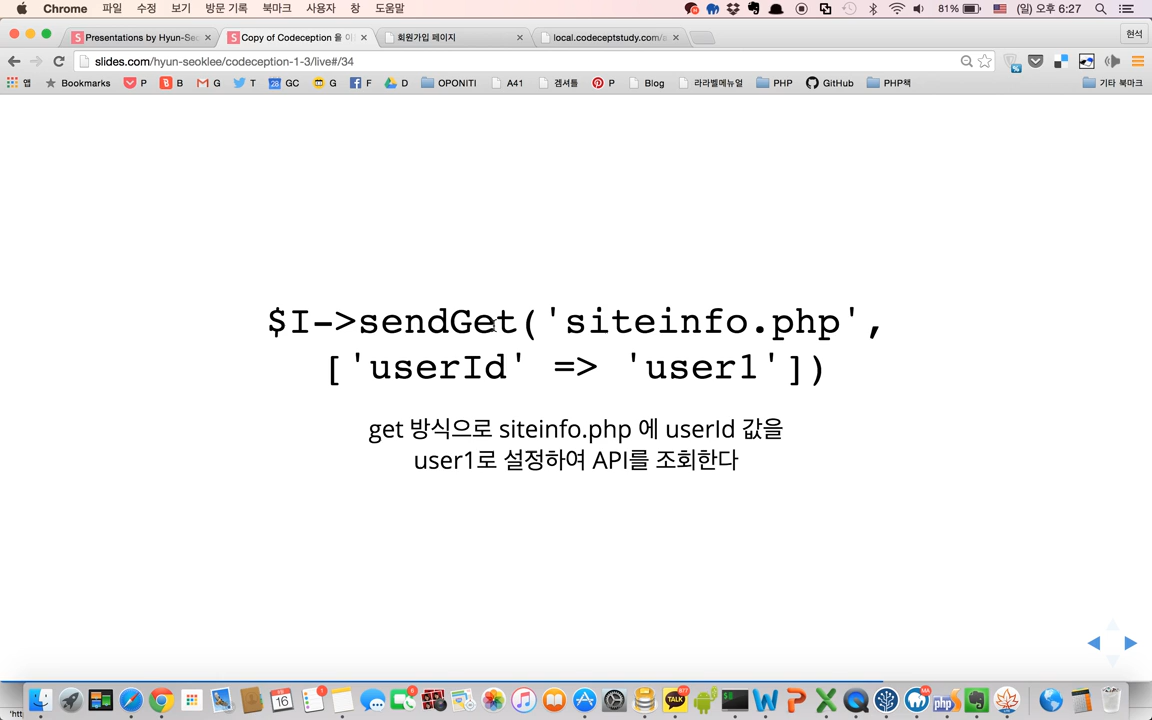 Chrome 파일 수정 보기 방문 기록 북마크 사용자 창 도움말 81% (일) 오후 6:27
Presentations by Hyun-Se Copy of Codeception 을 이 회원가입 페이지 local.codeceptstudy.com/a 현석
slides.com/hyun-seoklee/codeception-1-3/live#/34
앱 Bookmarks P B G T GC G F D OPONITI A41 겜셔틀 P Blog 라라벨메뉴얼 PHP GitHub PHP책 기타 북마크
$I->sendGet('siteinfo.php',
['userId' => 'user1'])
get 방식으로 siteinfo.php 에 userId 값을
user1로 설정하여 API를 조회한다